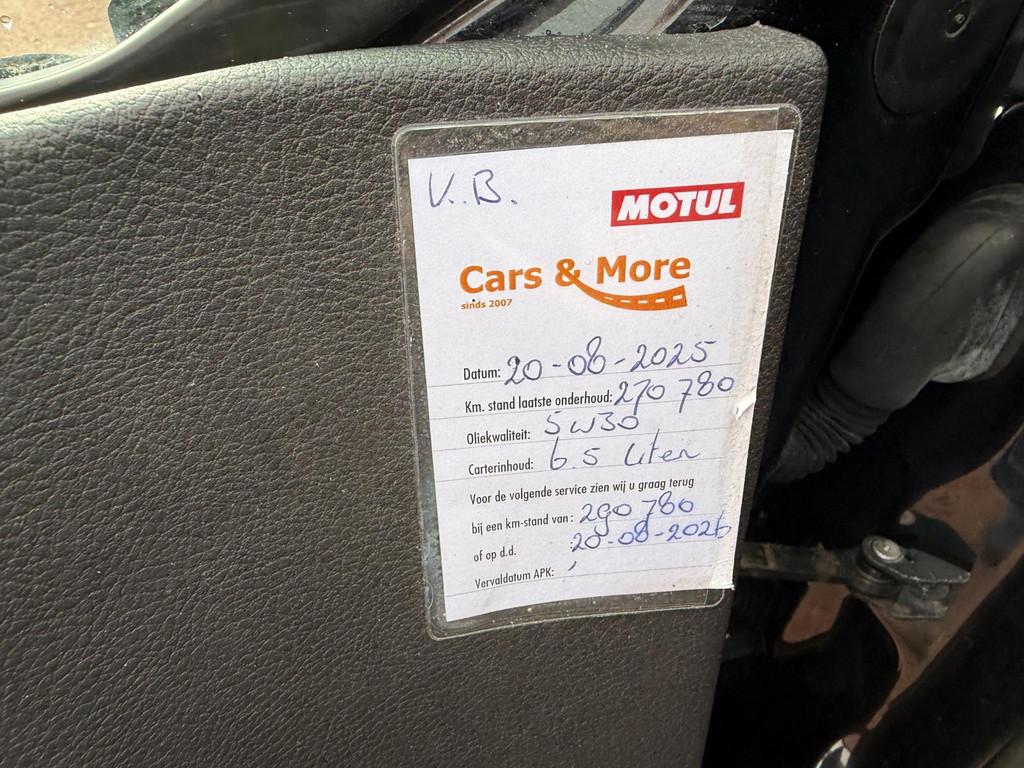 V.B.
MOTUL
Cars & More
sinds 2007
Datum: 20-08-2025
Km. stand laatste onderhoud: 270 780
Oliekwaliteit: 5W30
Carterinhoud: 6.5 Liter
Voor de volgende service zien wij u graag terug
bij een km-stand van: 290 780
of op d.d. 20-08-2026
Vervaldatum APK: